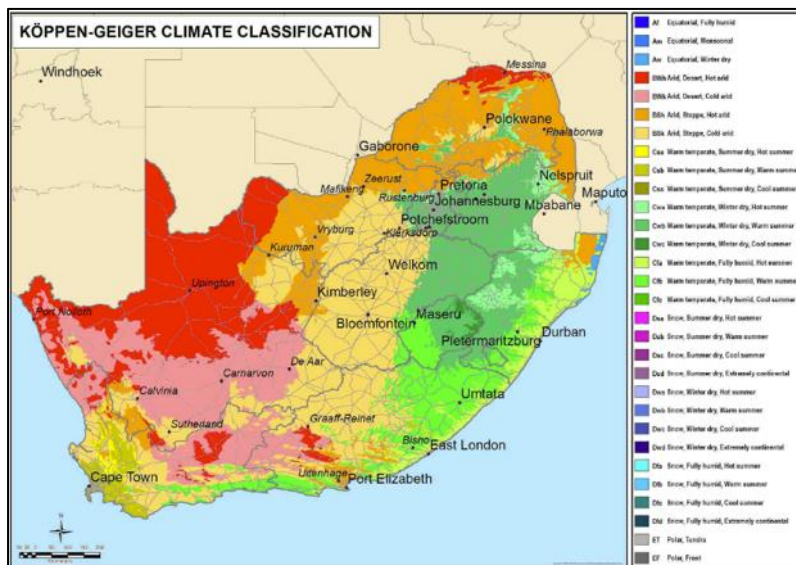 KÖPPEN-GEIGER CLIMATE CLASSIFICATION
Windhoek
Messina
Polokwane
Phalaborwa
Gaborone
Zeerust
Pretoria
Nelspruit
Maputo
Mafikeng
Rustenburg
Johannesburg
Mbabane
Potchefstroom
Klerksdorp
Vryburg
Kuruman
Welkom
Upington
Kimberley
Port Nolloth
Bloemfontein
Maseru
Durban
Pietermaritzburg
De Aar
Carnarvon
Calvinia
Umtata
Sutherland
Graaff-Reinet
Bisho
East London
Uitenhage
Cape Town
Port Elizabeth
N
Af Equatorial, Fully humid
Am Equatorial, Monsoonal
Aw Equatorial, Winter dry
Arid, Desert, Hot arid
Arid, Desert, Cold arid
BSh Arid, Steppe, Hot arid
BSk Arid, Steppe, Cold arid
Csa Warm temperate, Summer dry, Hot summer
Csb Warm temperate, Summer dry, Warm summer
Csc Warm temperate, Summer dry, Cool summer
Cwa Warm temperate, Winter dry, Hot summer
Cwb Warm temperate, Winter dry, Warm summer
Cwc Warm temperate, Winter dry, Cool summer
Cfa Warm temperate, Fully humid, Hot summer
Cfb Warm temperate, Fully humid, Warm summer
Cfc Warm temperate, Fully humid, Cool summer
Dsa Snow, Summer dry, Hot summer
Dsb Snow, Summer dry, Warm summer
Dsc Snow, Summer dry, Cool summer
Dsd Snow, Summer dry, Extremely continental
Dwa Snow, Winter dry, Hot summer
Dwb Snow, Winter dry, Warm summer
Dwc Snow, Winter dry, Cool summer
Dwd Snow, Winter dry, Extremely continental
Dfa Snow, Fully humid, Hot summer
Dfb Snow, Fully humid, Warm summer
Dfc Snow, Fully humid, Cool summer
Dfd Snow, Fully humid, Extremely continental
ET Polar, Tundra
EF Polar, Frost